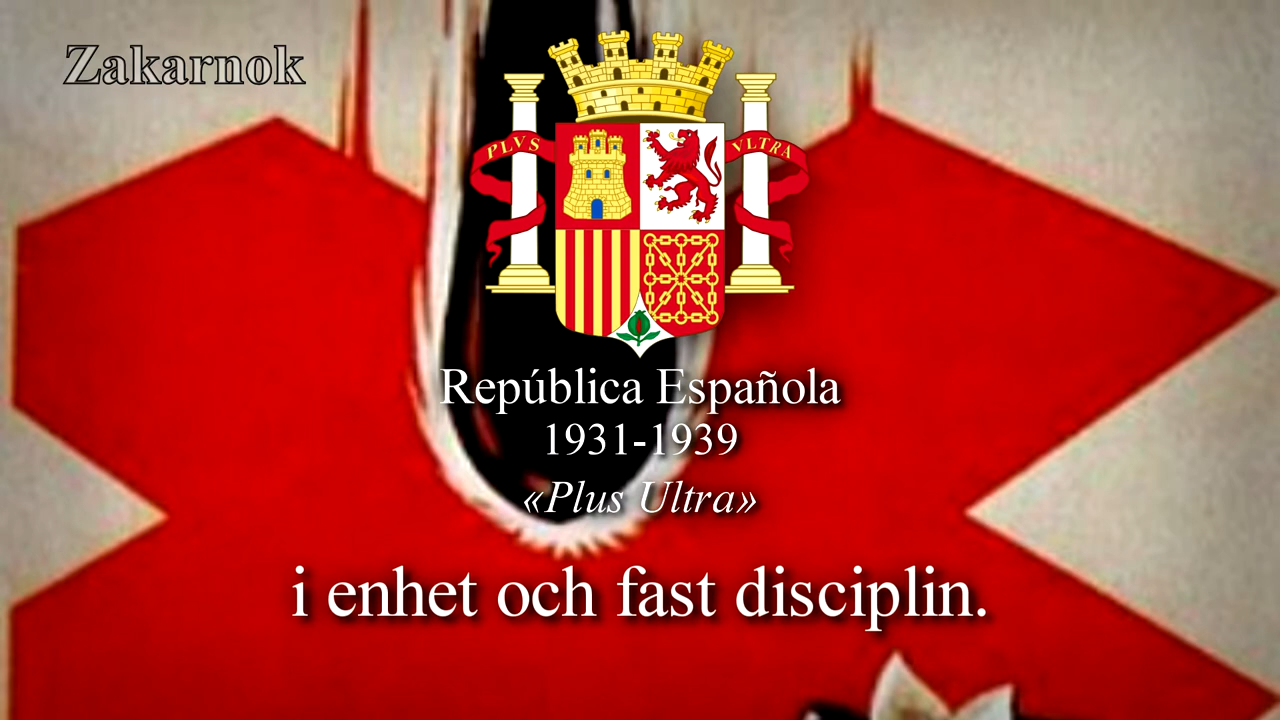 Zakarnok
PLVS VLTRA
República Española
1931-1939
«Plus Ultra»
i enhet och fast disciplin.